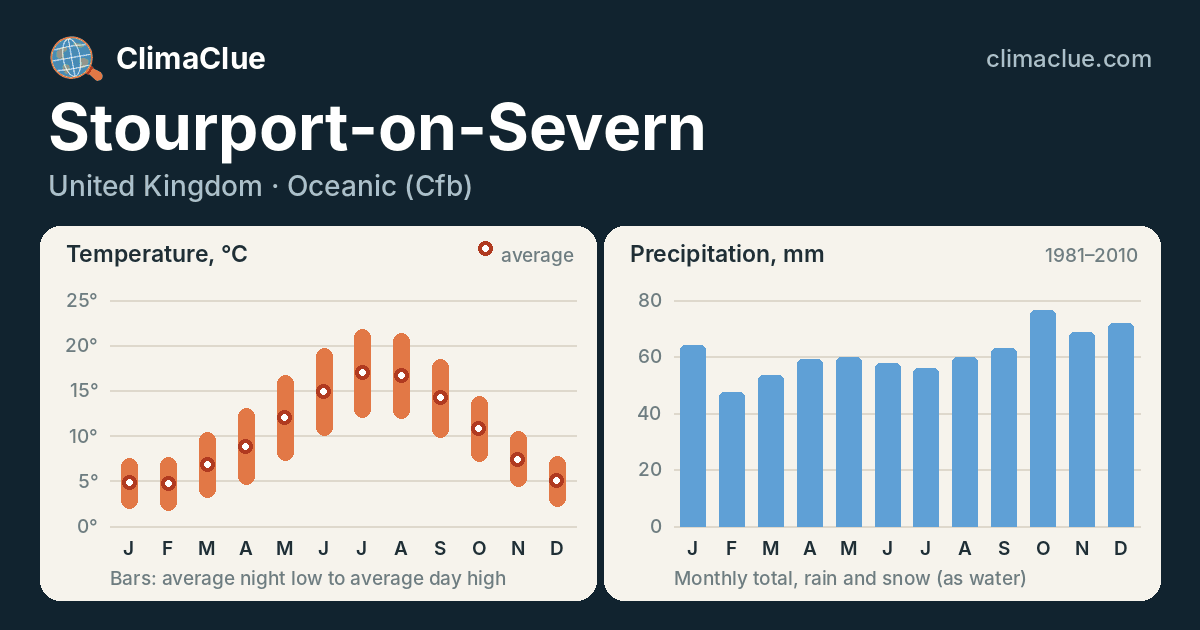 ClimaClue
climaclue.com
Stourport-on-Severn
United Kingdom · Oceanic (Cfb)
Temperature, °C
average
25°
20°
15°
10°
5°
0°
J F M A M J J A S O N D
Bars: average night low to average day high
Precipitation, mm
1981–2010
80
60
40
20
0
J F M A M J J A S O N D
Monthly total, rain and snow (as water)